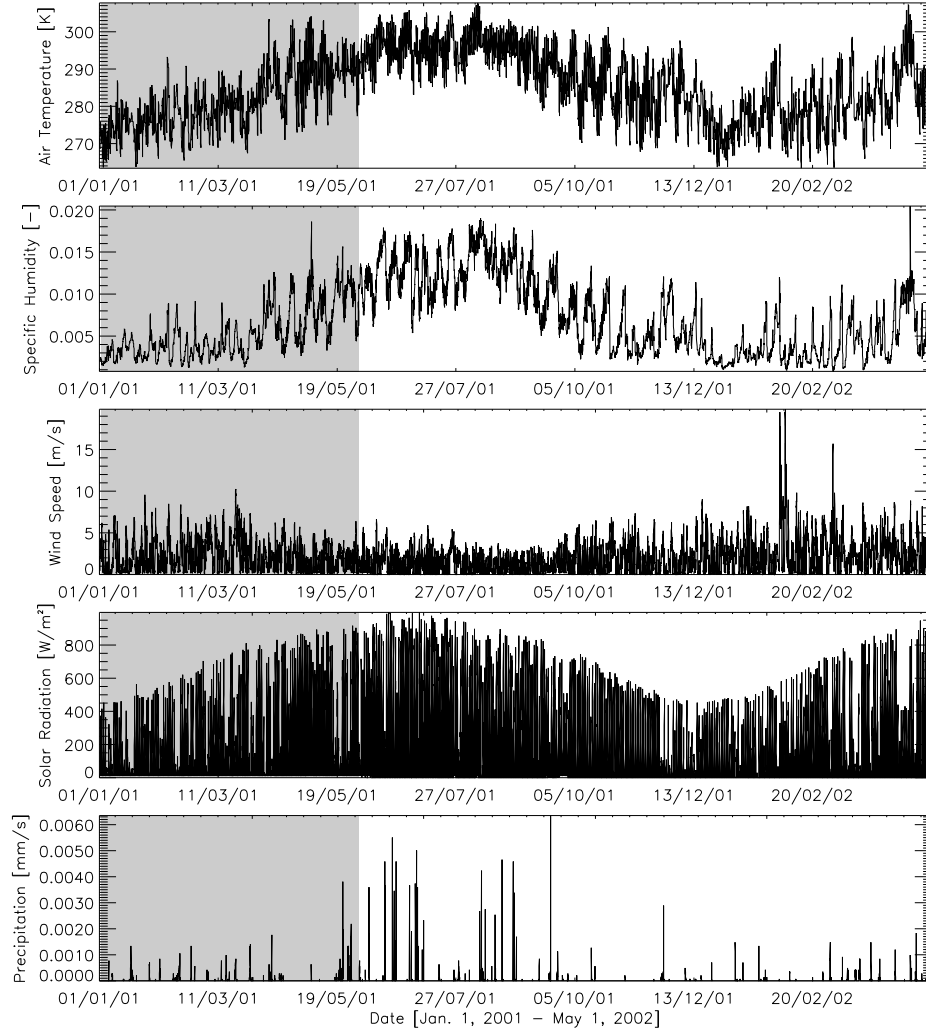 Air Temperature [K]
300
290
280
270
01/01/01 11/03/01 19/05/01 27/07/01 05/10/01 13/12/01 20/02/02
Specific Humidity [-]
0.020
0.015
0.010
0.005
01/01/01 11/03/01 19/05/01 27/07/01 05/10/01 13/12/01 20/02/02
Wind Speed [m/s]
15
10
5
0
01/01/01 11/03/01 19/05/01 27/07/01 05/10/01 13/12/01 20/02/02
Solar Radiation [W/m²]
800
600
400
200
0
01/01/01 11/03/01 19/05/01 27/07/01 05/10/01 13/12/01 20/02/02
Precipitation [mm/s]
0.0060
0.0050
0.0040
0.0030
0.0020
0.0010
0.0000
01/01/01 11/03/01 19/05/01 27/07/01 05/10/01 13/12/01 20/02/02
Date [Jan. 1, 2001 – May 1, 2002]